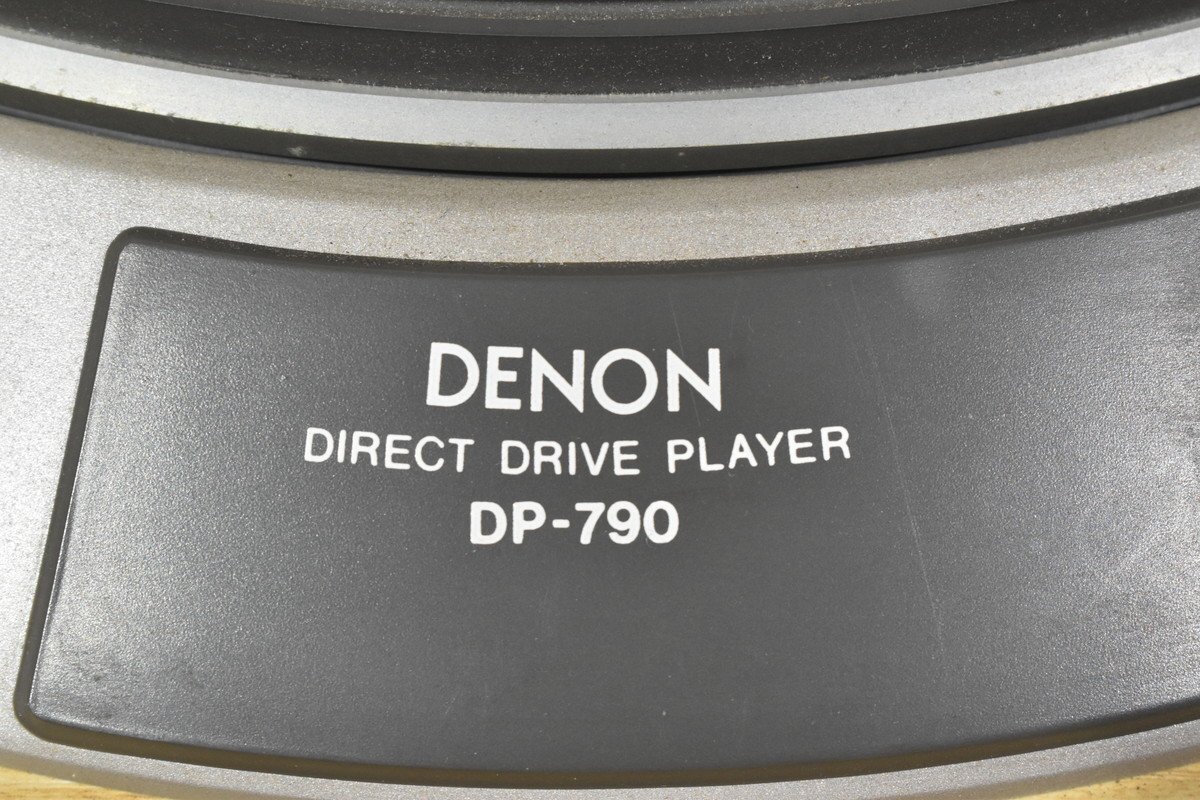 DENON
DIRECT DRIVE PLAYER
DP-790